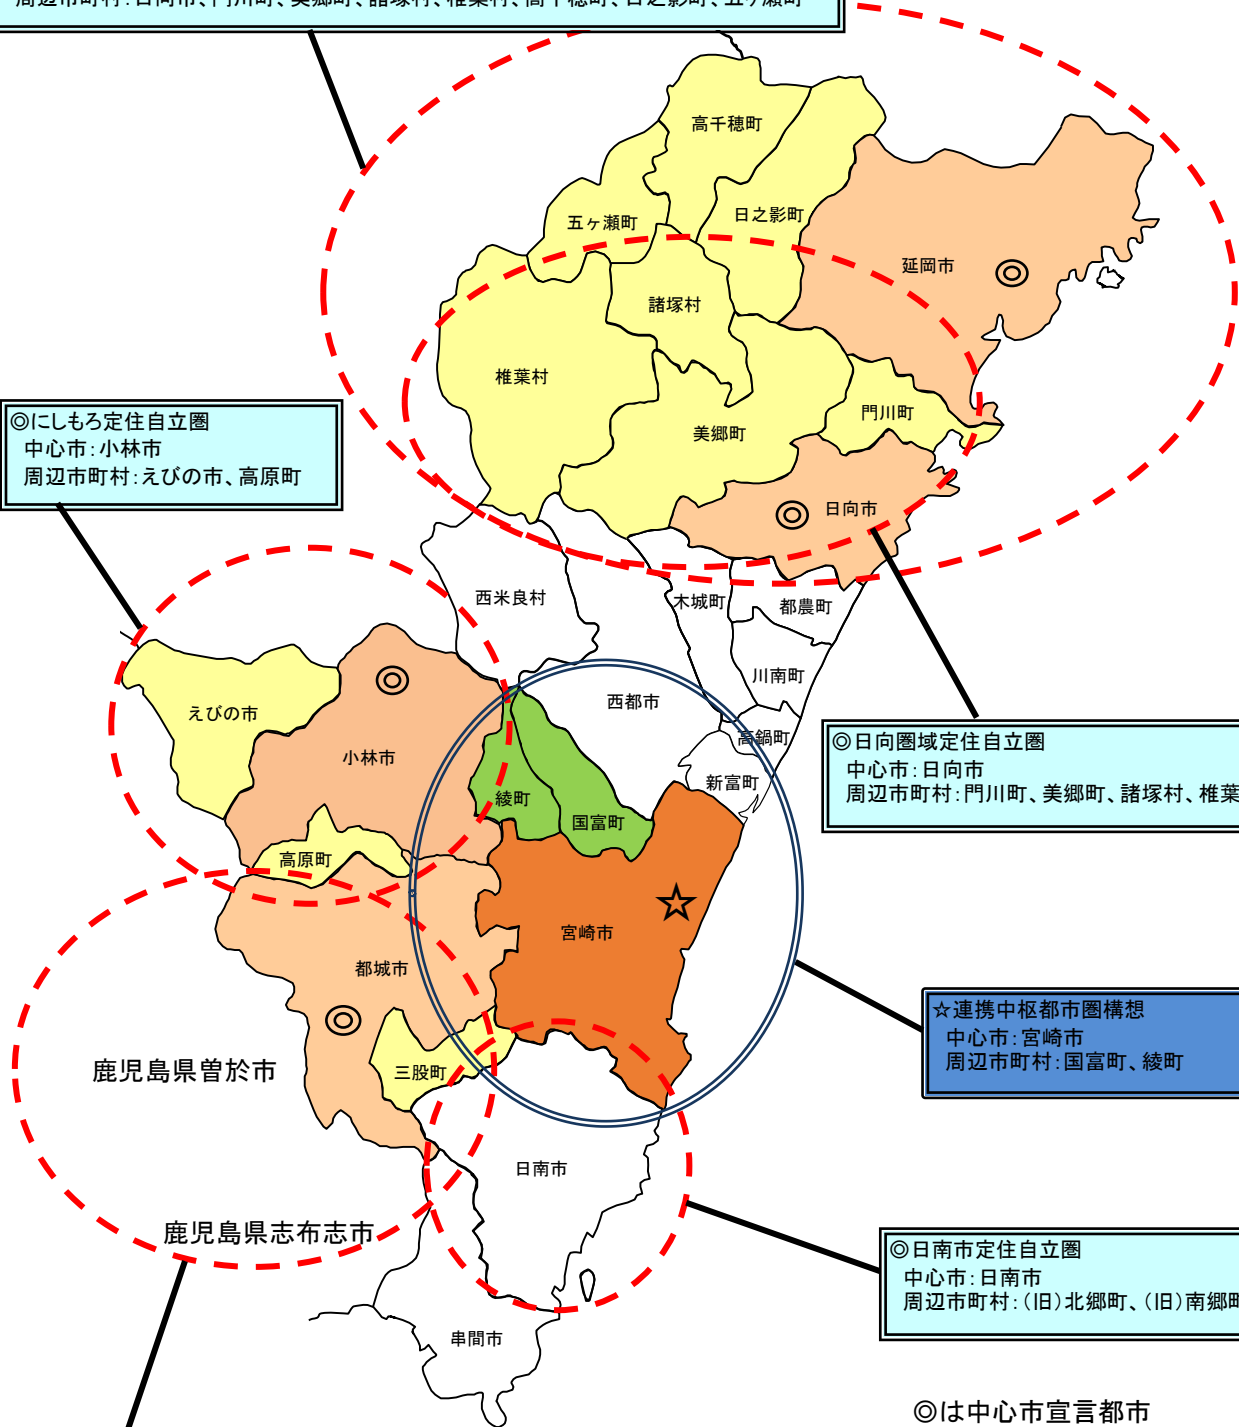 周辺市町村：日向市、門川町、美郷町、諸塚村、椎葉村、高千穂町、日之影町、五ヶ瀬町
高千穂町
日之影町
五ヶ瀬町
延岡市
諸塚村
椎葉村
門川町
美郷町
日向市
◎にしもろ定住自立圏
中心市：小林市
周辺市町村：えびの市、高原町
西米良村
木城町
都農町
川南町
西都市
えびの市
高鍋町
小林市
新富町
◎日向圏域定住自立圏
中心市：日向市
周辺市町村：門川町、美郷町、諸塚村、椎葉
綾町
国富町
高原町
宮崎市
☆
都城市
☆連携中枢都市圏構想
中心市：宮崎市
周辺市町村：国富町、綾町
鹿児島県曽於市
三股町
日南市
鹿児島県志布志市
◎日南市定住自立圏
中心市：日南市
周辺市町村：（旧）北郷町、（旧）南郷町
串間市
◎は中心市宣言都市